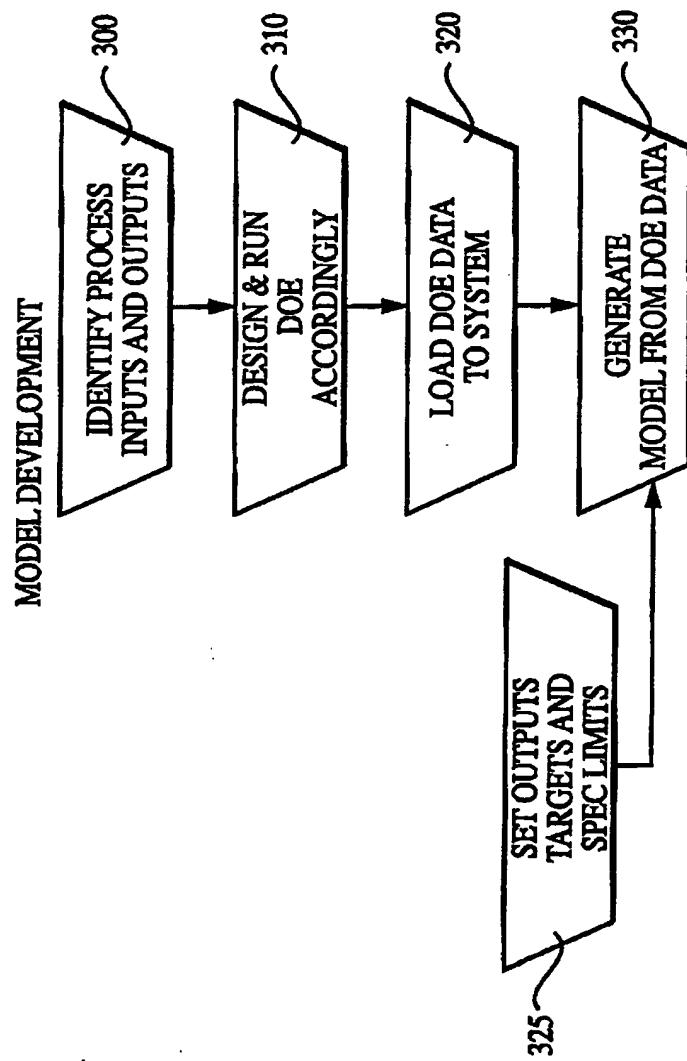 MODEL DEVELOPMENT
IDENTIFY PROCESS
INPUTS AND OUTPUTS
300
DESIGN & RUN
DOE
ACCORDINGLY
310
LOAD DOE DATA
TO SYSTEM
320
SET OUTPUTS
TARGETS AND
SPEC LIMITS
325
GENERATE
MODEL FROM DOE DATA
330